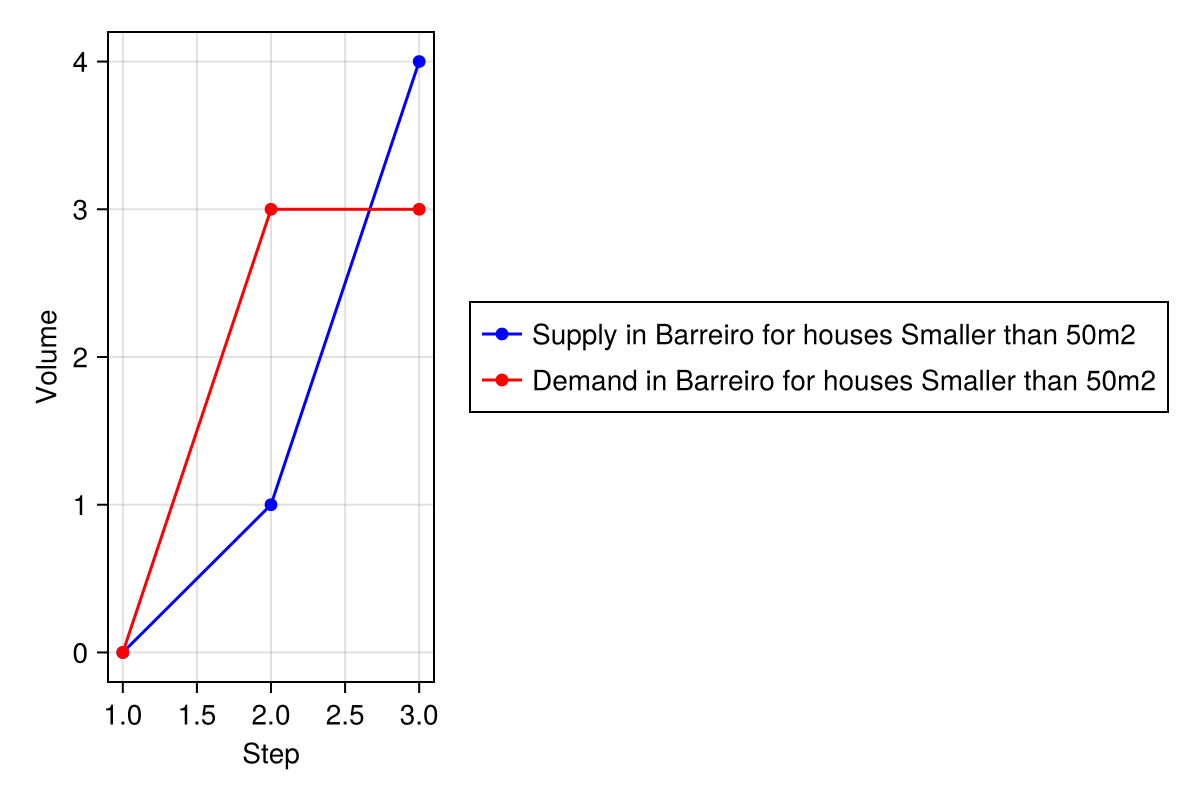 4
3
2
1
0
Volume
1.0 1.5 2.0 2.5 3.0
Step
Supply in Barreiro for houses Smaller than 50m2
Demand in Barreiro for houses Smaller than 50m2